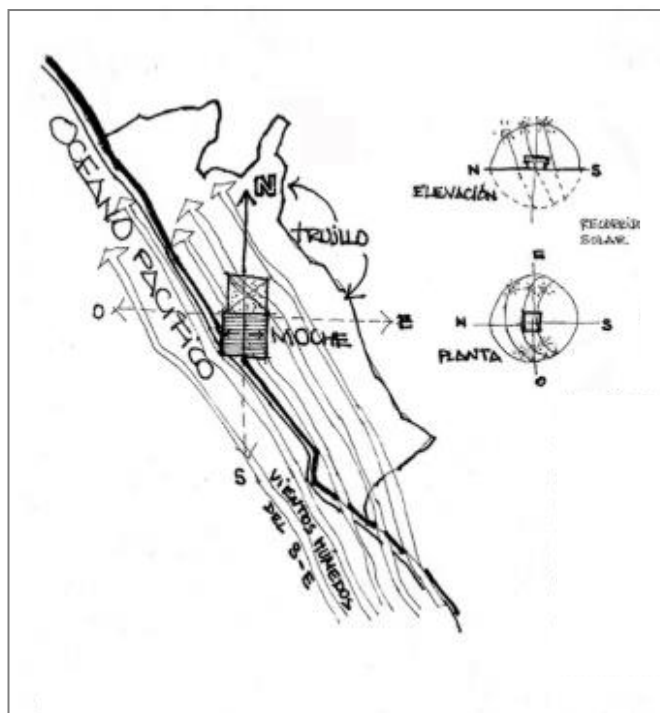 OCEANO PACIFICO
N
TRUJILLO
O
E
MOCHE
S
VIENTOS HÚMEDOS
DEL S-E
N
S
ELEVACIÓN
RECORRIDO
SOLAR
E
N
S
PLANTA
O